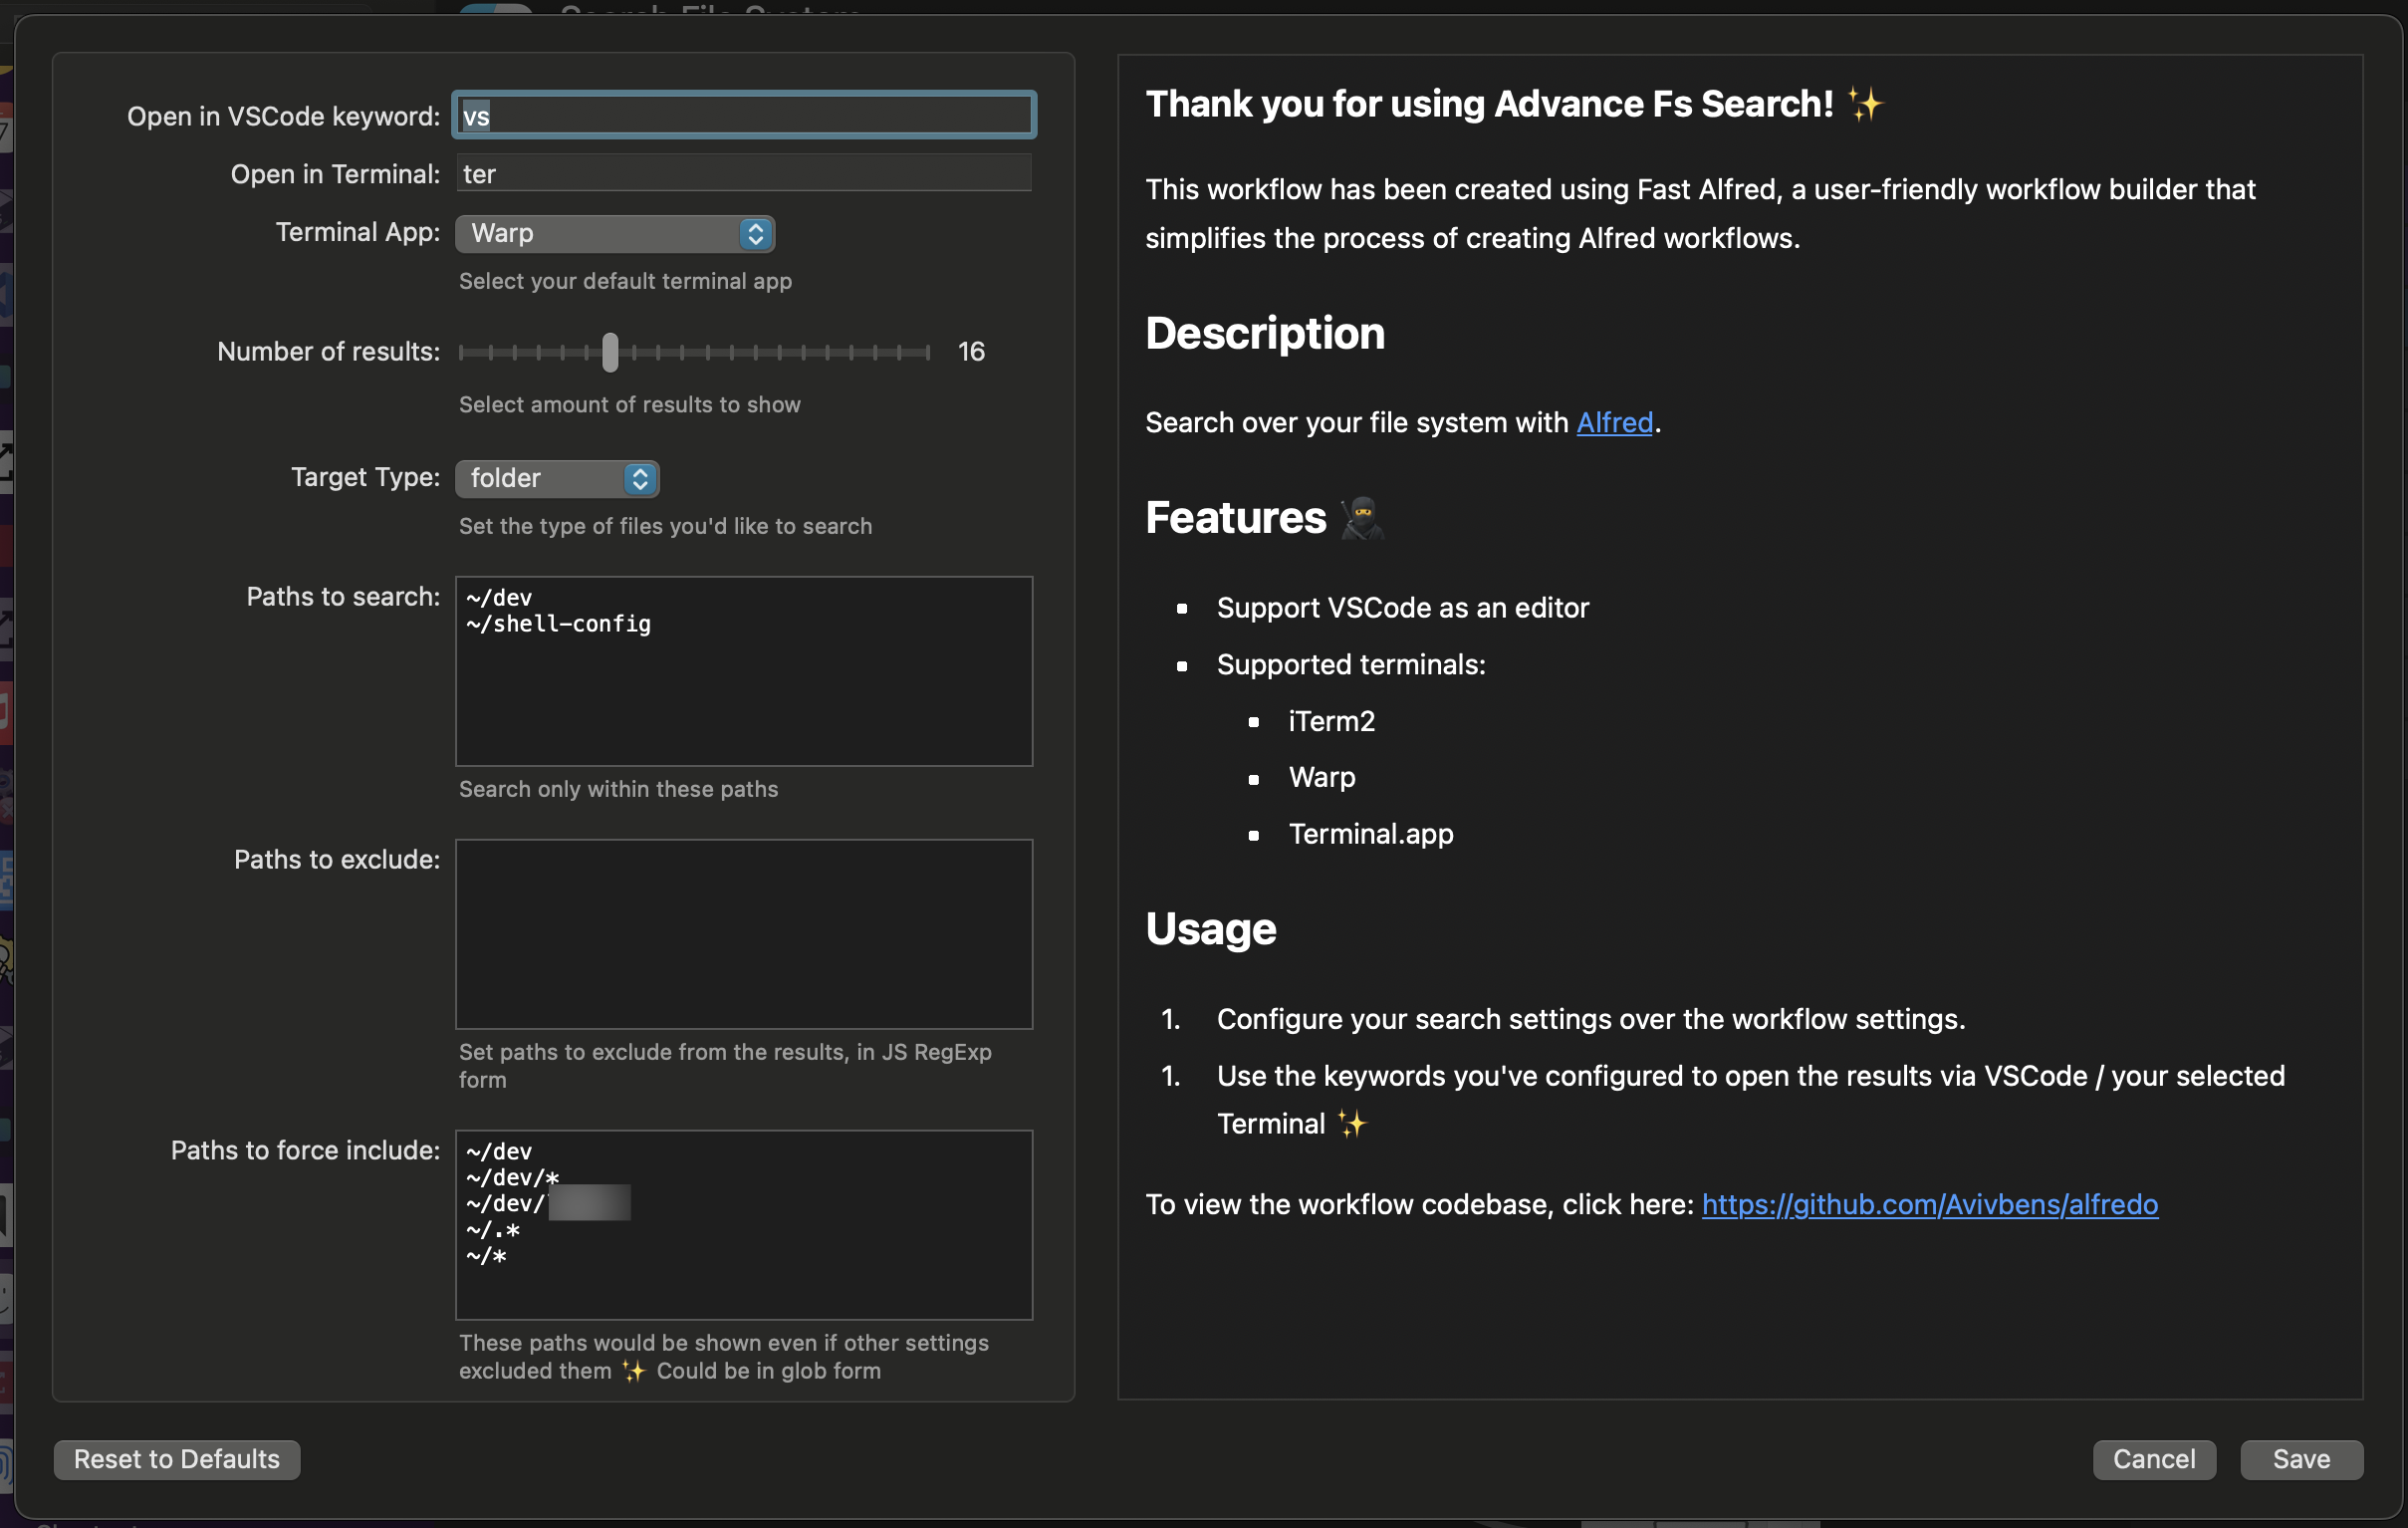 Search File System
Open in VSCode keyword: vs
Open in Terminal: ter
Terminal App: Warp
Select your default terminal app
Number of results: 16
Select amount of results to show
Target Type: folder
Set the type of files you'd like to search
Paths to search: ~/dev
~/shell-config
Search only within these paths
Paths to exclude:
Set paths to exclude from the results, in JS RegExp
form
Paths to force include: ~/dev
~/dev/*
~/dev/
~/.*
~/*
These paths would be shown even if other settings
excluded them ✨ Could be in glob form
Reset to Defaults
Thank you for using Advance Fs Search! ✨
This workflow has been created using Fast Alfred, a user-friendly workflow builder that
simplifies the process of creating Alfred workflows.
Description
Search over your file system with Alfred.
Features 🥷
▪ Support VSCode as an editor
▪ Supported terminals:
▪ iTerm2
▪ Warp
▪ Terminal.app
Usage
1. Configure your search settings over the workflow settings.
1. Use the keywords you've configured to open the results via VSCode / your selected
Terminal ✨
To view the workflow codebase, click here: https://github.com/Avivbens/alfredo
Cancel
Save